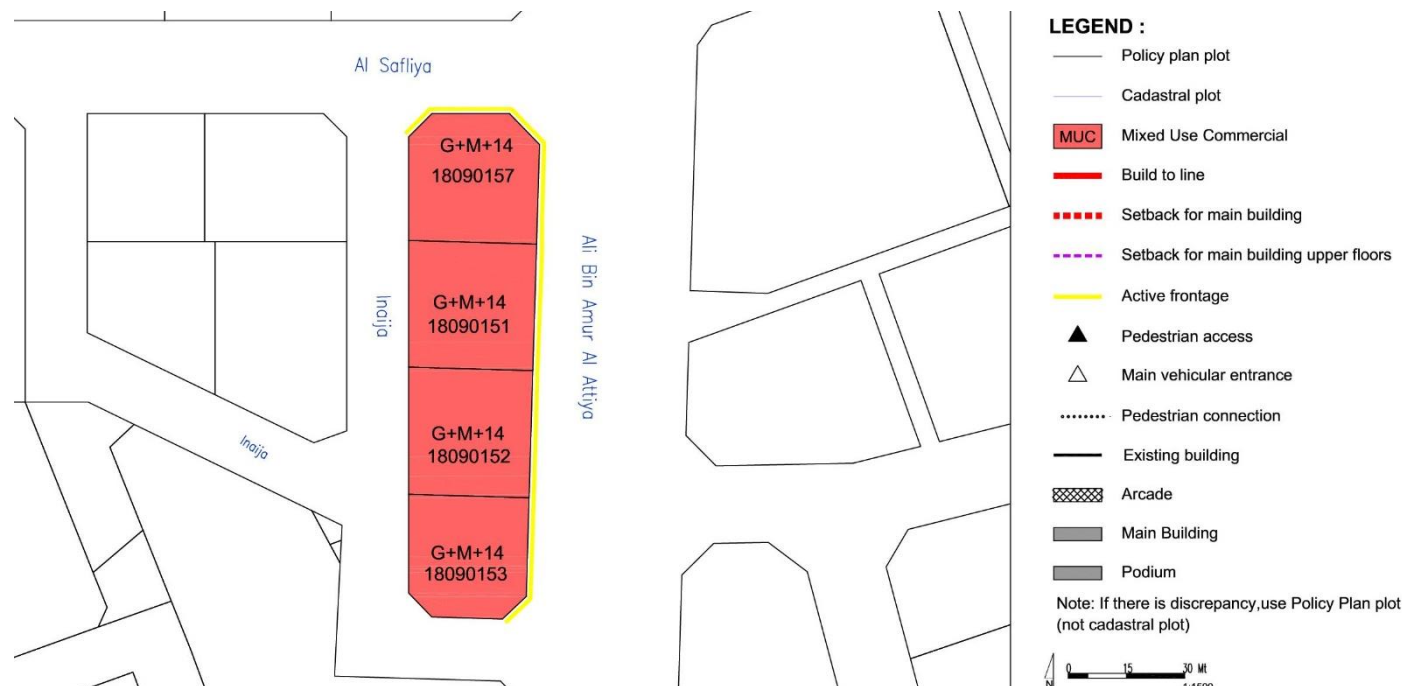 Al Safliya
G+M+14
18090157
Inaija
G+M+14
18090151
Ali Bin Amur Al Attiya
Inaija
G+M+14
18090152
G+M+14
18090153
LEGEND :
Policy plan plot
Cadastral plot
MUC Mixed Use Commercial
Build to line
Setback for main building
Setback for main building upper floors
Active frontage
Pedestrian access
Main vehicular entrance
Pedestrian connection
Existing building
Arcade
Main Building
Podium
Note: If there is discrepancy,use Policy Plan plot
(not cadastral plot)
N 0 15 30 Mt